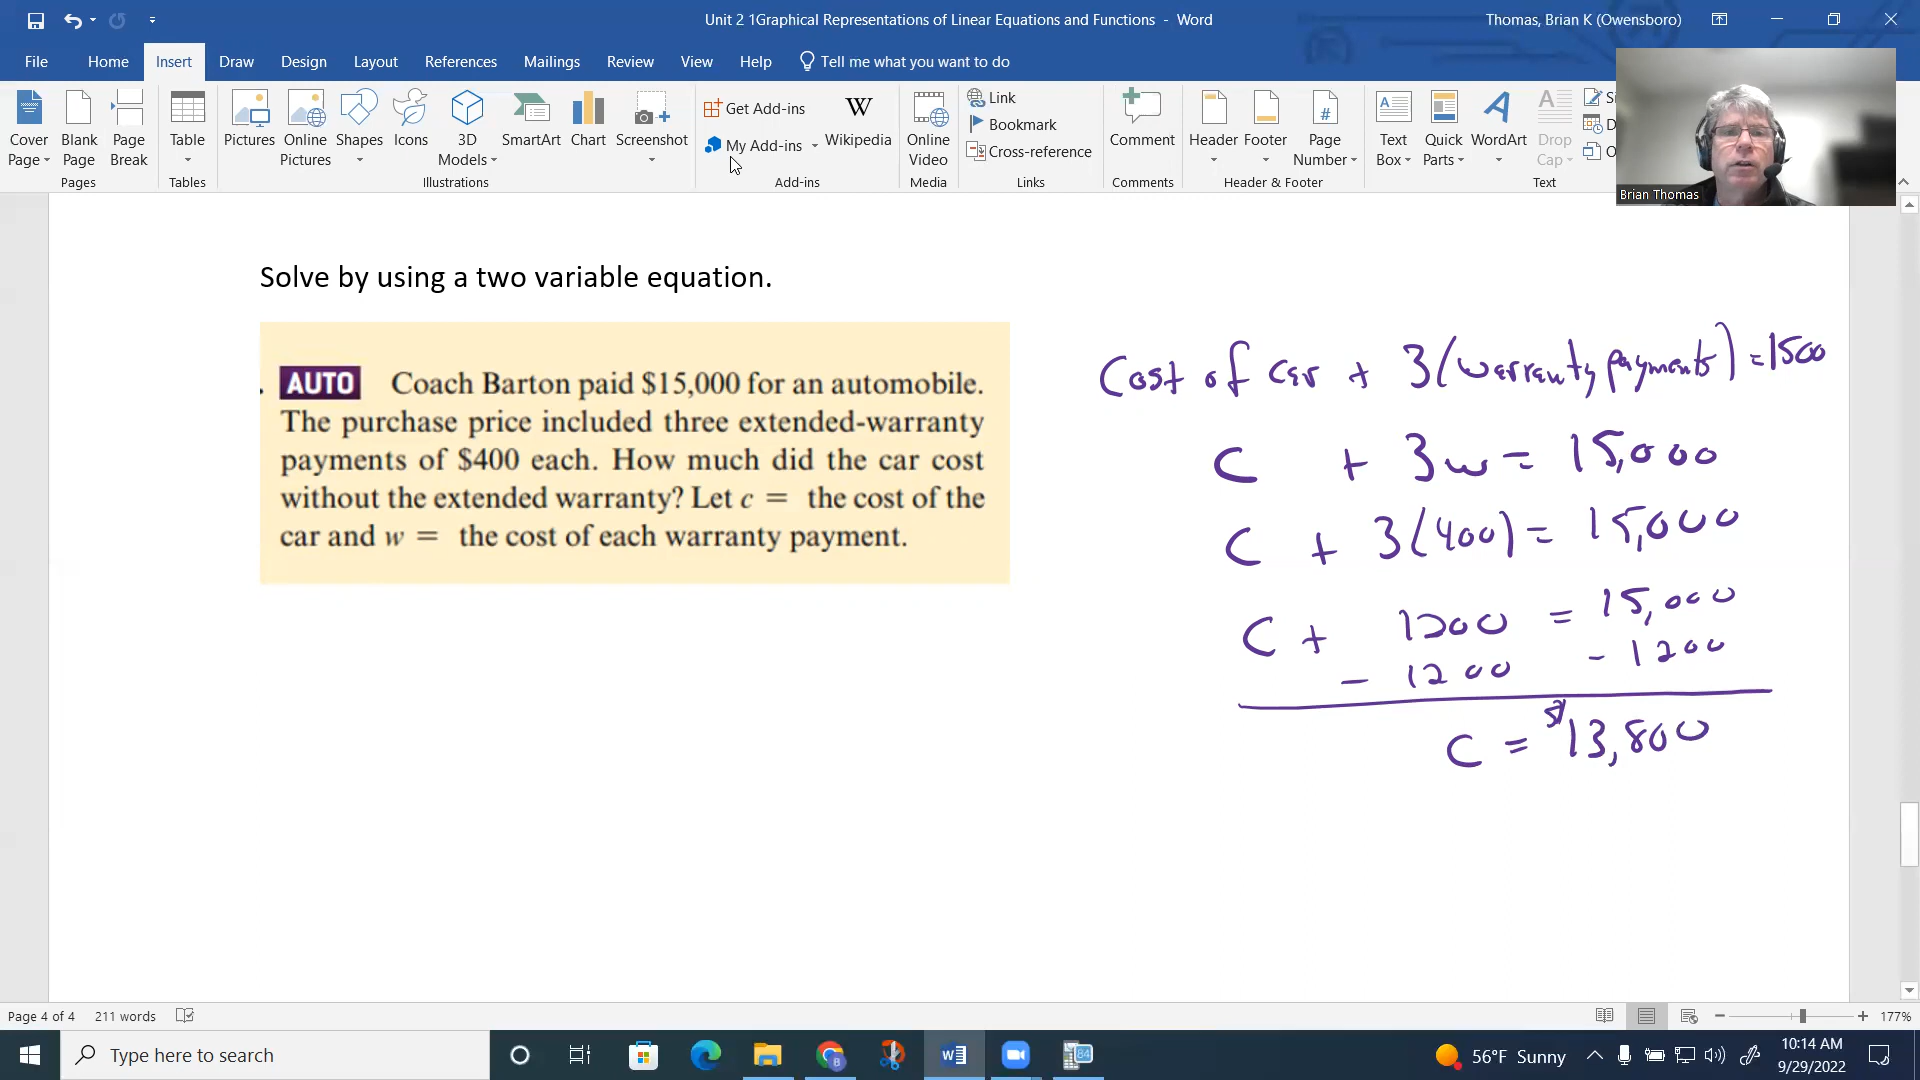 Unit 2 1Graphical Representations of Linear Equations and Functions - Word
Thomas, Brian K (Owensboro)
File Home Insert Draw Design Layout References Mailings Review View Help Tell me what you want to do
Cover Page
Blank Page
Page Break
Pages
Table
Tables
Pictures
Online Pictures
Shapes
Icons
3D Models
SmartArt
Chart
Screenshot
Illustrations
Get Add-ins
My Add-ins
W
Wikipedia
Add-ins
Online Video
Media
Link
Bookmark
Cross-reference
Links
Comment
Comments
Header
Footer
Page Number
Header & Footer
Text Box
Quick Parts
WordArt
Drop Cap
Text
Brian Thomas
Solve by using a two variable equation.
AUTO Coach Barton paid $15,000 for an automobile.
The purchase price included three extended-warranty
payments of $400 each. How much did the car cost
without the extended warranty? Let c = the cost of the
car and w = the cost of each warranty payment.
Cost of car + 3(warranty payments) = 1500
C + 3w = 15,000
C + 3(400) = 15,000
C + 1200 = 15,000
- 1200 - 1200
C = $13,800
Page 4 of 4 211 words
177%
Type here to search
84
56°F Sunny
10:14 AM
9/29/2022